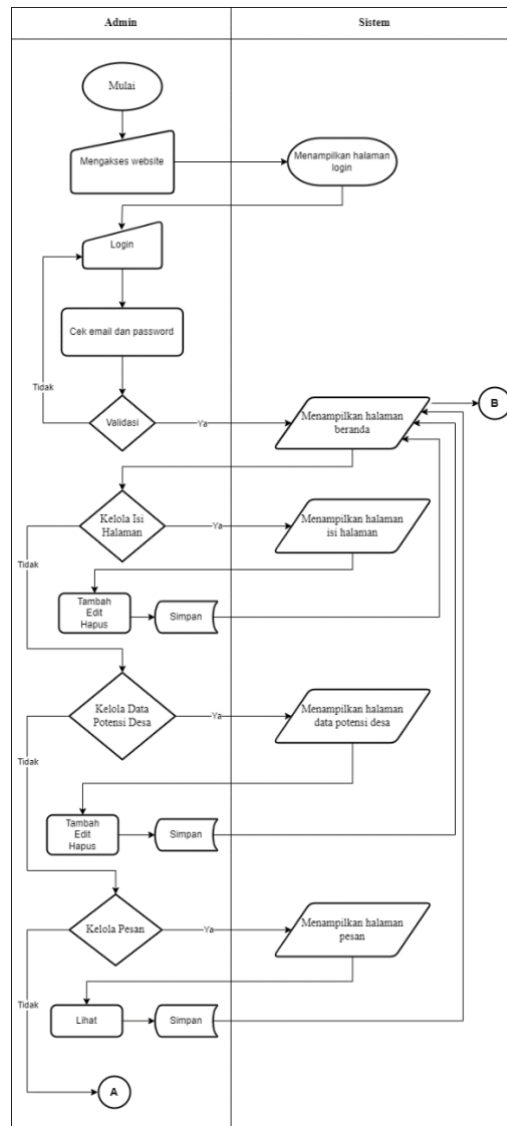 Admin
Sistem
Mulai
Mengakses website
Menampilkan halaman
login
Login
Cek email dan password
Tidak
Validasi
Ya
Menampilkan halaman
beranda
B
Kelola Isi
Halaman
Ya
Menampilkan halaman
isi halaman
Tidak
Tambah
Edit
Hapus
Simpan
Kelola Data
Potensi Desa
Ya
Menampilkan halaman
data potensi desa
Tidak
Tambah
Edit
Hapus
Simpan
Kelola Pesan
Ya
Menampilkan halaman
pesan
Tidak
Lihat
Simpan
A